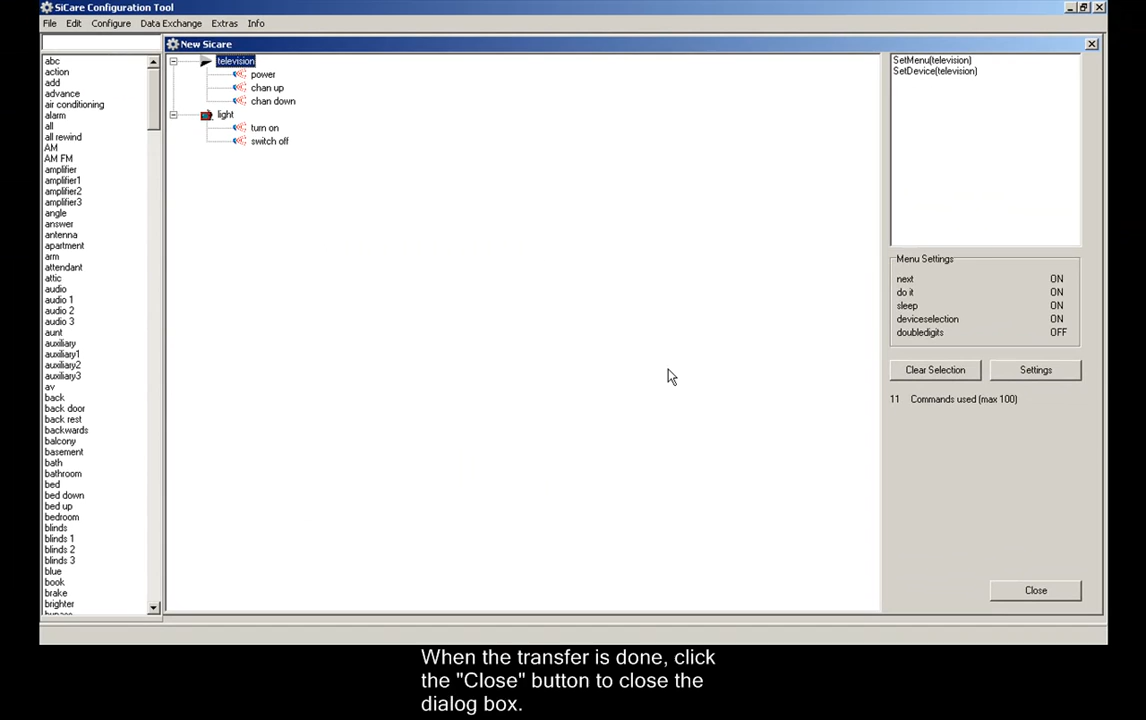 SiCare Configuration Tool
File Edit Configure Data Exchange Extras Info
New Sicare
abc
action
add
advance
air conditioning
alarm
all
all rewind
AM
AM FM
amplifier
amplifier1
amplifier2
amplifier3
angle
answer
antenna
apartment
arm
attendant
attic
audio
audio 1
audio 2
audio 3
aunt
auxiliary
auxiliary1
auxiliary2
auxiliary3
av
back
back door
back rest
backwards
balcony
basement
bath
bathroom
bed
bed down
bed up
bedroom
blinds
blinds 1
blinds 2
blinds 3
blue
book
brake
brighter
television
power
chan up
chan down
light
turn on
switch off
SetMenu(television)
SetDevice(television)
Menu Settings
next ON
do it ON
sleep ON
deviceselection ON
doubledigits OFF
Clear Selection Settings
11 Commands used (max 100)
Close
When the transfer is done, click
the "Close" button to close the
dialog box.